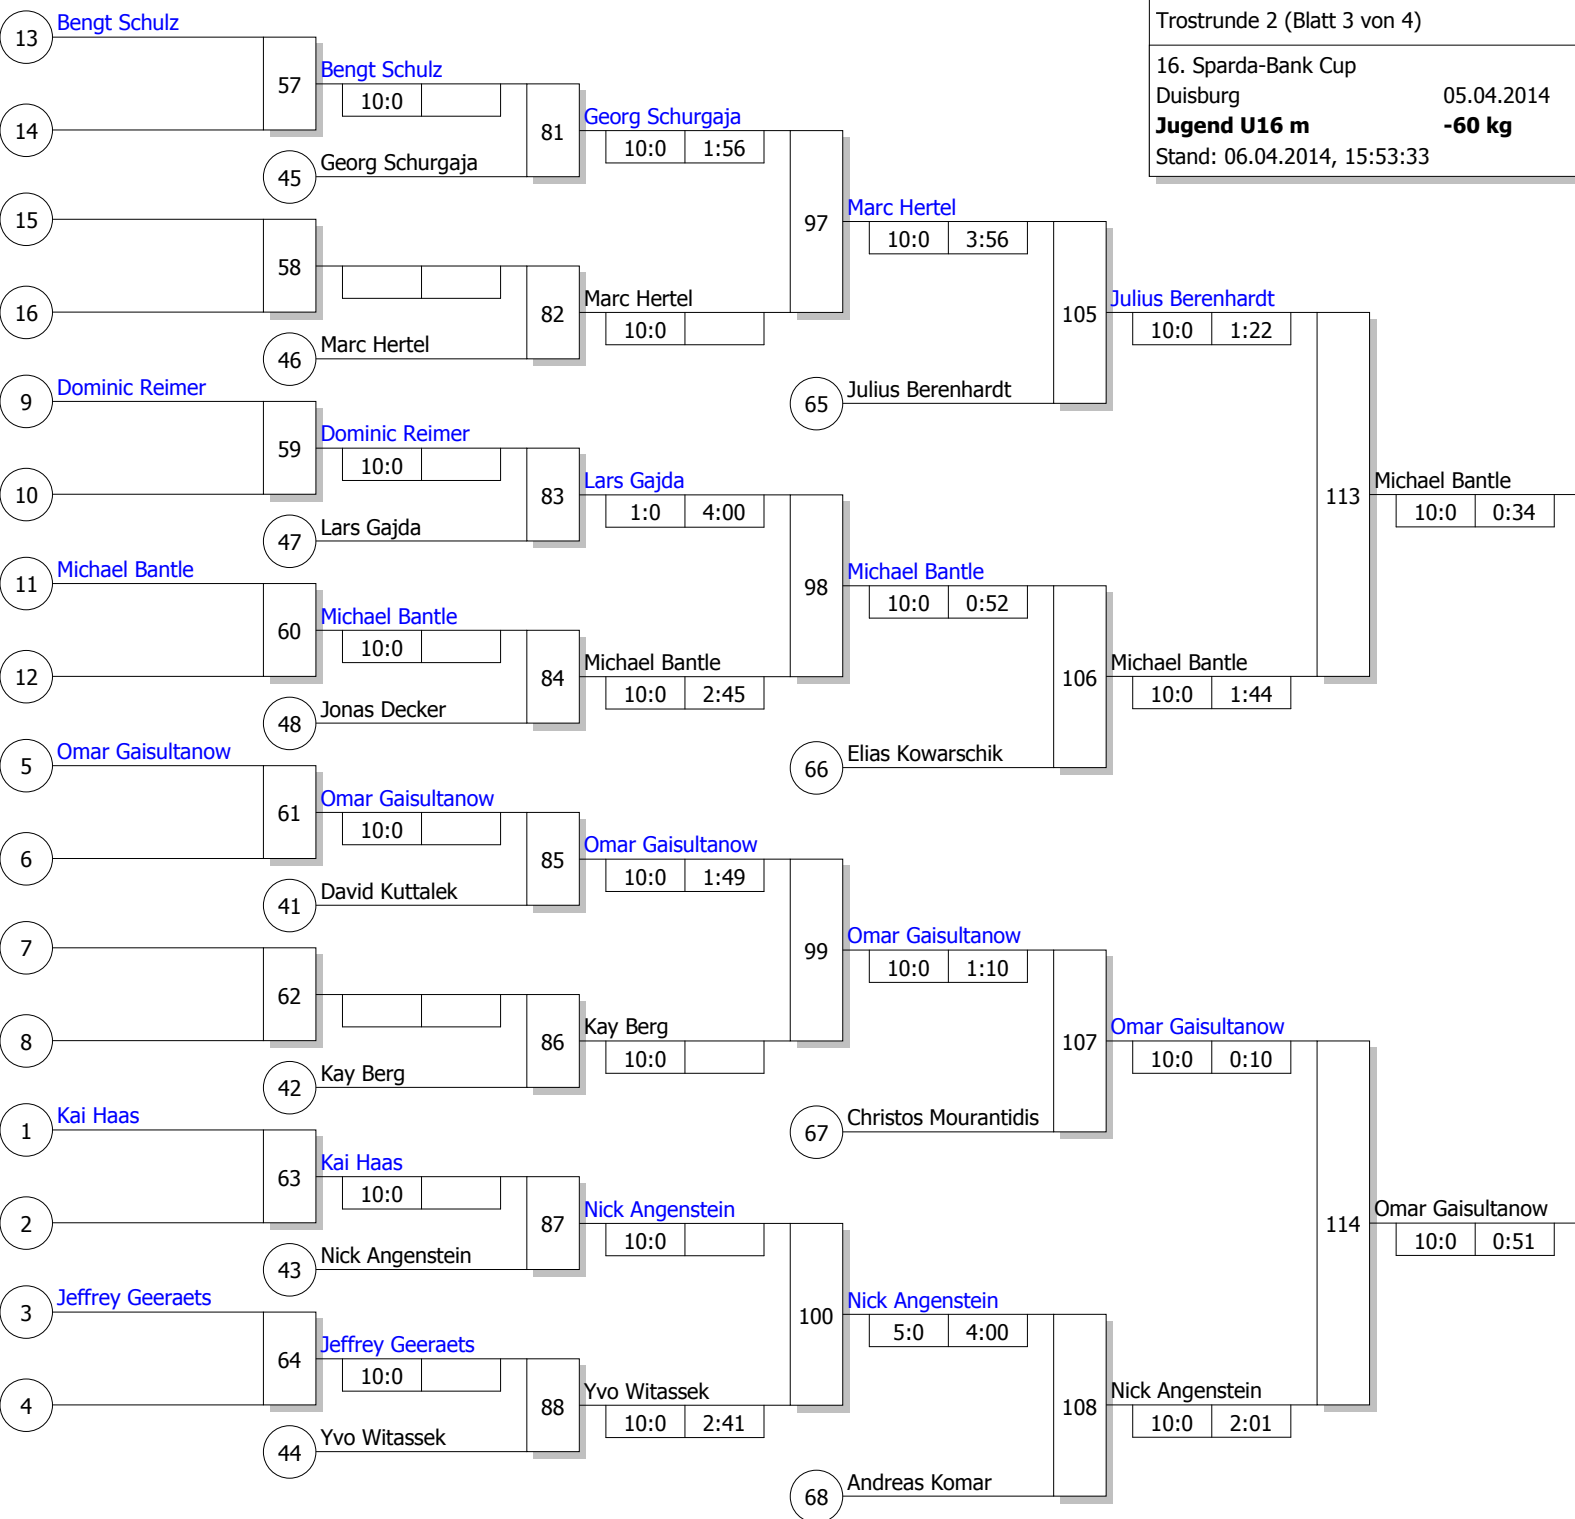 Trostrunde 2 (Blatt 3 von 4)
16. Sparda-Bank Cup
Duisburg 05.04.2014
Jugend U16 m -60 kg
Stand: 06.04.2014, 15:53:33
13 Bengt Schulz
14
57
Bengt Schulz
10:0
45 Georg Schurgaja
81
Georg Schurgaja
10:0 1:56
15
16
58
46 Marc Hertel
82
Marc Hertel
10:0
97
Marc Hertel
10:0 3:56
65 Julius Berenhardt
105
Julius Berenhardt
10:0 1:22
9 Dominic Reimer
10
59
Dominic Reimer
10:0
47 Lars Gajda
83
Lars Gajda
1:0 4:00
11 Michael Bantle
12
60
Michael Bantle
10:0
48 Jonas Decker
84
Michael Bantle
10:0 2:45
98
Michael Bantle
10:0 0:52
66 Elias Kowarschik
106
Michael Bantle
10:0 1:44
113
Michael Bantle
10:0 0:34
5 Omar Gaisultanow
6
61
Omar Gaisultanow
10:0
41 David Kuttalek
85
Omar Gaisultanow
10:0 1:49
7
8
62
42 Kay Berg
86
Kay Berg
10:0
99
Omar Gaisultanow
10:0 1:10
67 Christos Mourantidis
107
Omar Gaisultanow
10:0 0:10
1 Kai Haas
2
63
Kai Haas
10:0
43 Nick Angenstein
87
Nick Angenstein
10:0
3 Jeffrey Geeraets
4
64
Jeffrey Geeraets
10:0
44 Yvo Witassek
88
Yvo Witassek
10:0 2:41
100
Nick Angenstein
5:0 4:00
68 Andreas Komar
108
Nick Angenstein
10:0 2:01
114
Omar Gaisultanow
10:0 0:51